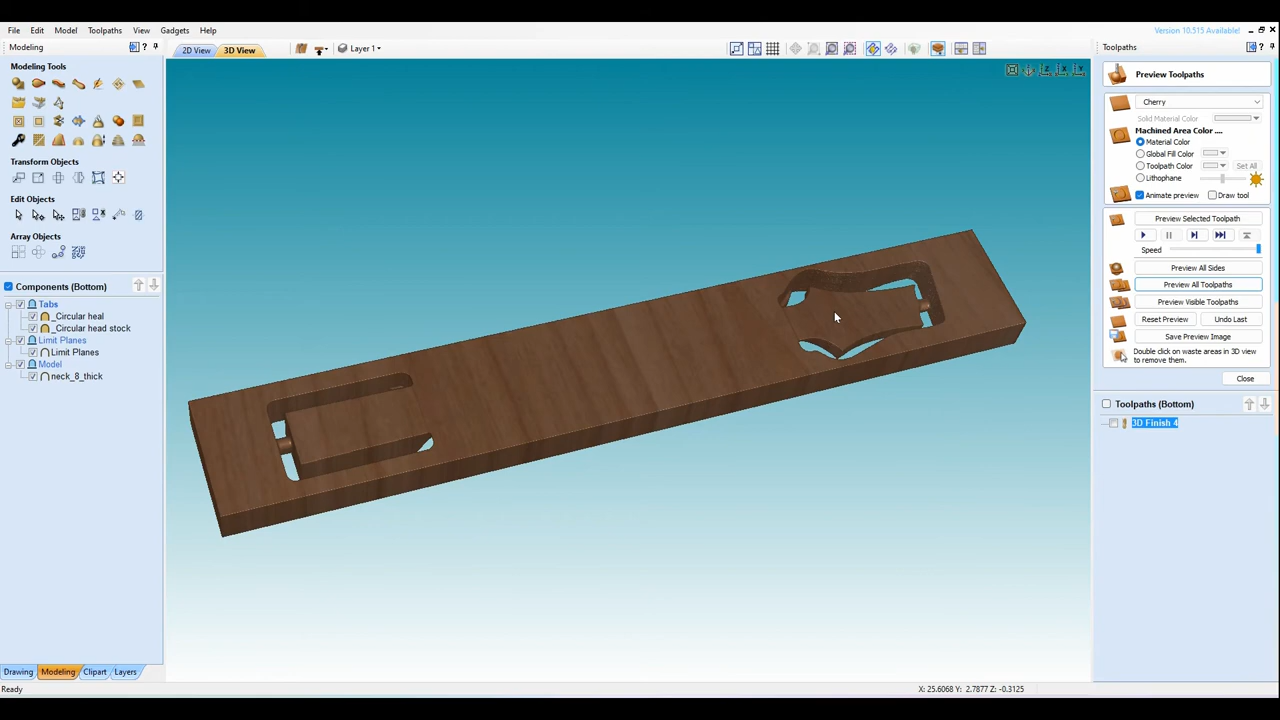 File Edit Model Toolpaths View Gadgets Help
Version 10.515 Available!
Modeling
2D View 3D View
Layer 1
Toolpaths
Modeling Tools
Transform Objects
Edit Objects
Array Objects
Components (Bottom)
Tabs
_Circular heal
_Circular head stock
Limit Planes
Limit Planes
Model
neck_8_thick
Drawing Modeling Clipart Layers
Ready
Preview Toolpaths
Cherry
Solid Material Color
Machined Area Color ....
Material Color
Global Fill Color
Toolpath Color Set All
Lithophane
Animate preview Draw tool
Preview Selected Toolpath
Speed
Preview All Sides
Preview All Toolpaths
Preview Visible Toolpaths
Reset Preview Undo Last
Save Preview Image
Double click on waste areas in 3D view
to remove them.
Close
Toolpaths (Bottom)
3D Finish 4
X: 25.6068 Y: 2.7877 Z: -0.3125